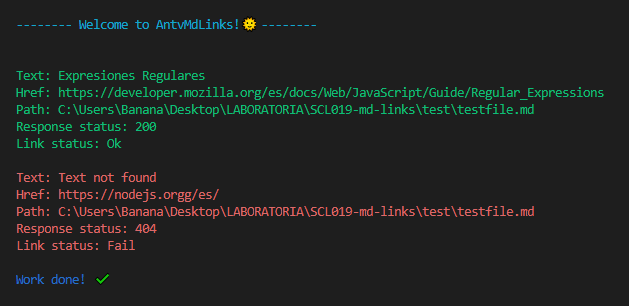 -------- Welcome to AntvMdLinks!🌞 --------
Text: Expresiones Regulares
Href: https://developer.mozilla.org/es/docs/Web/JavaScript/Guide/Regular_Expressions
Path: C:\Users\Banana\Desktop\LABORATORIA\SCL019-md-links\test\testfile.md
Response status: 200
Link status: Ok
Text: Text not found
Href: https://nodejs.orgg/es/
Path: C:\Users\Banana\Desktop\LABORATORIA\SCL019-md-links\test\testfile.md
Response status: 404
Link status: Fail
Work done! ✔